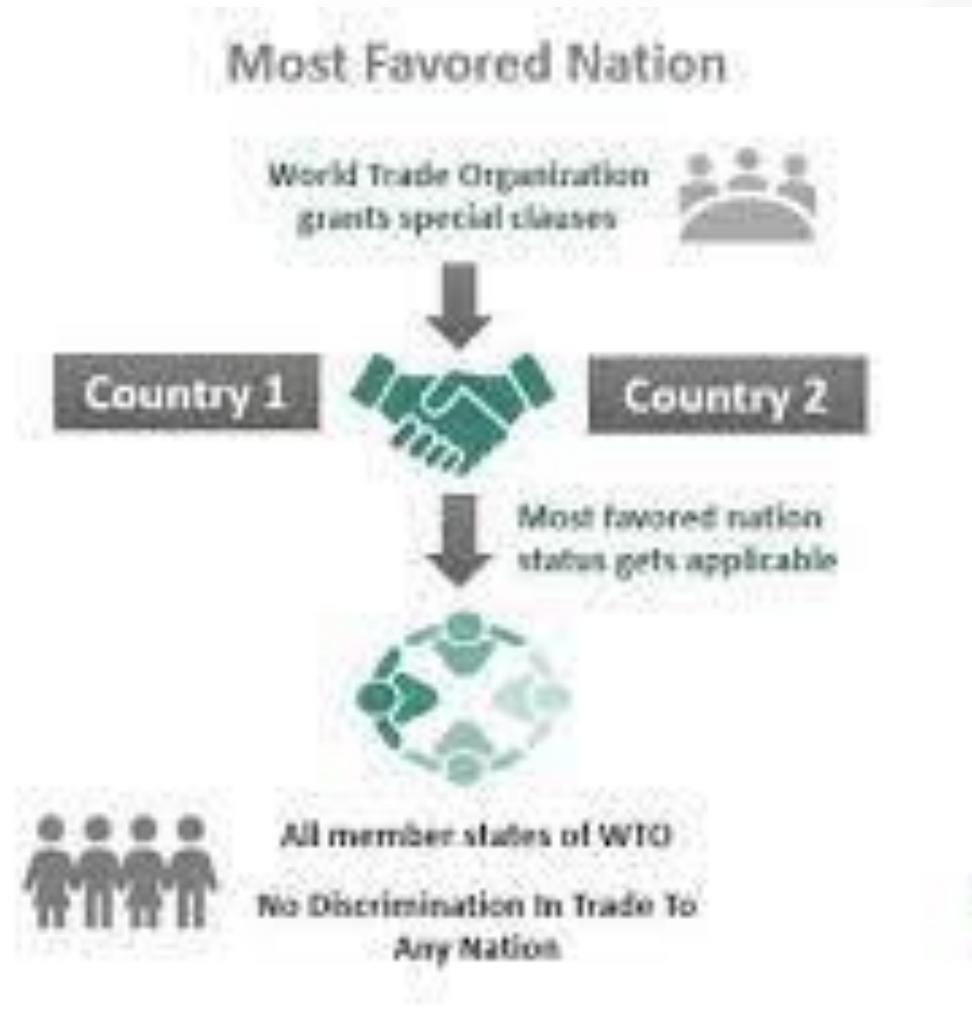 Most Favored Nation
World Trade Organization
grants special clauses
Country 1
Country 2
Most favored nation
status gets applicable
All member states of WTO
No Discrimination In Trade To
Any Nation